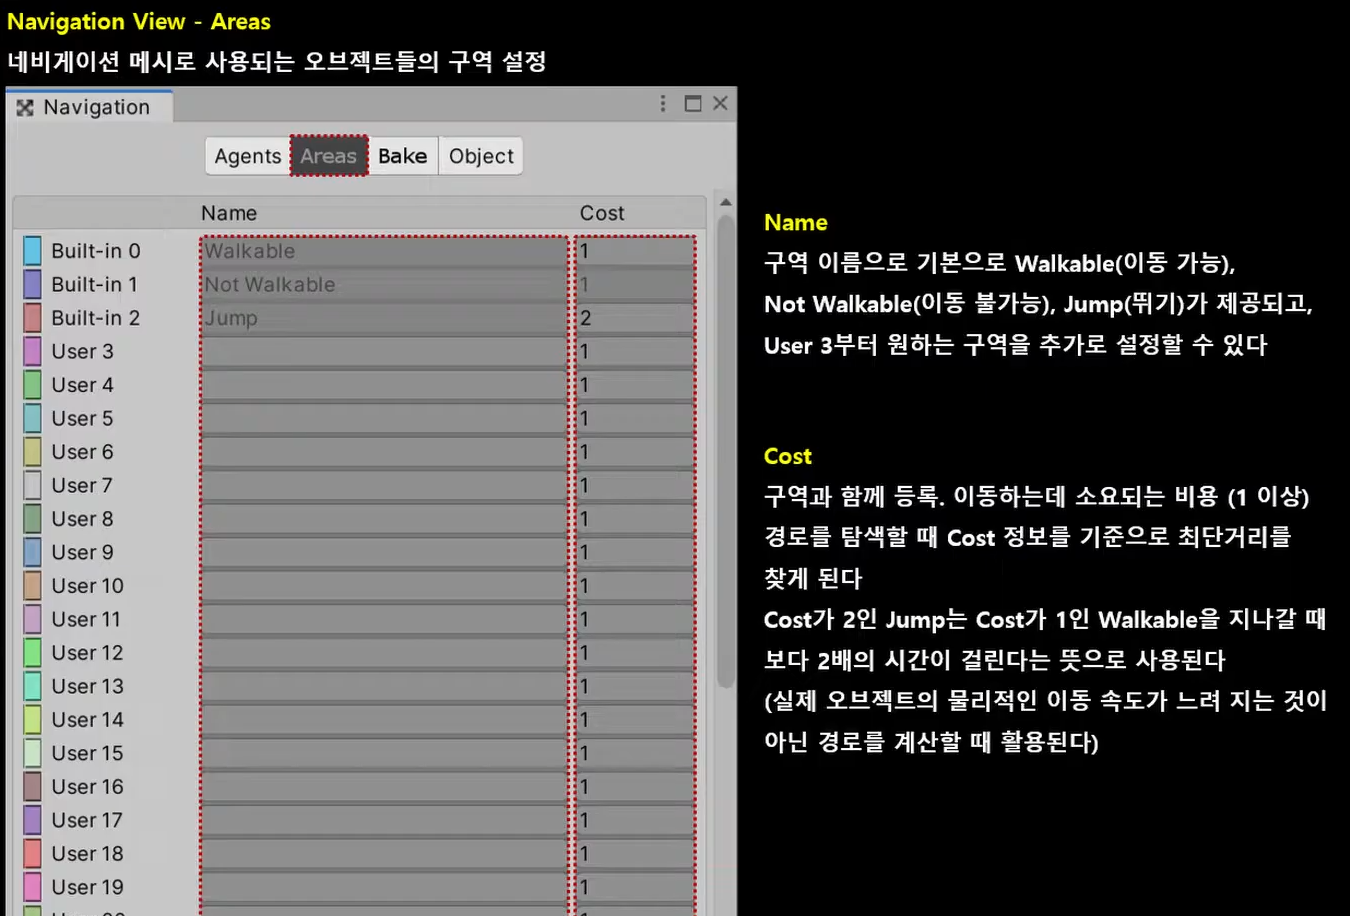 Navigation View - Areas
네비게이션 메시로 사용되는 오브젝트들의 구역 설정
Navigation
Agents Areas Bake Object
Name Cost
Built-in 0 Walkable 1
Built-in 1 Not Walkable 1
Built-in 2 Jump 2
User 3 1
User 4 1
User 5 1
User 6 1
User 7 1
User 8 1
User 9 1
User 10 1
User 11 1
User 12 1
User 13 1
User 14 1
User 15 1
User 16 1
User 17 1
User 18 1
User 19 1
Name
구역 이름으로 기본으로 Walkable(이동 가능),
Not Walkable(이동 불가능), Jump(뛰기)가 제공되고,
User 3부터 원하는 구역을 추가로 설정할 수 있다
Cost
구역과 함께 등록. 이동하는데 소요되는 비용 (1 이상)
경로를 탐색할 때 Cost 정보를 기준으로 최단거리를
찾게 된다
Cost가 2인 Jump는 Cost가 1인 Walkable을 지나갈 때
보다 2배의 시간이 걸린다는 뜻으로 사용된다
(실제 오브젝트의 물리적인 이동 속도가 느려 지는 것이
아닌 경로를 계산할 때 활용된다)